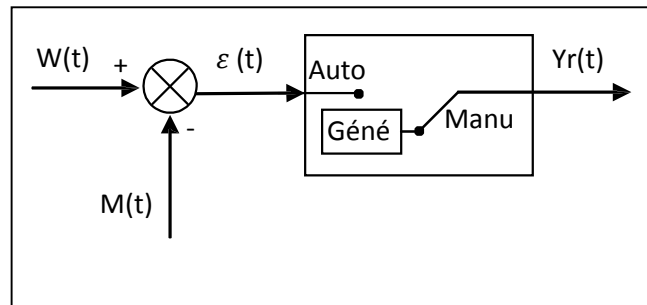 W(t)
+
ε (t)
Auto
Yr(t)
Géné
Manu
-
M(t)